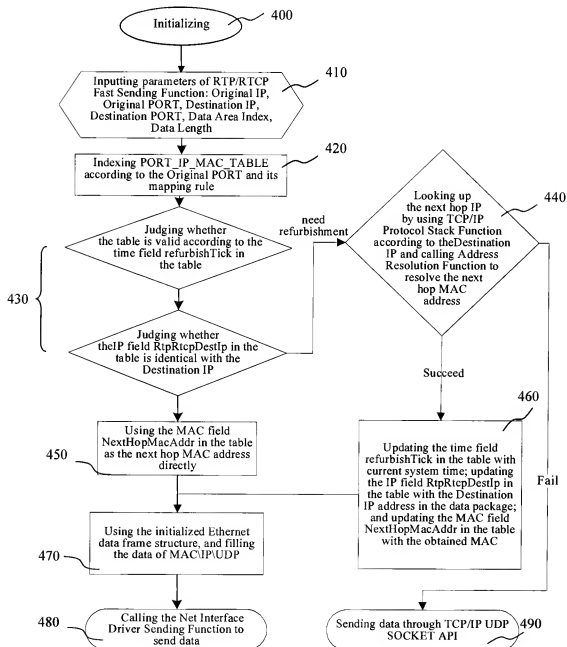 Initializing
400
Inputting parameters of RTP/RTCP
Fast Sending Function: Original IP,
Original PORT, Destination IP,
Destination PORT, Data Area Index,
Data Length
410
Indexing PORT_IP_MAC_TABLE
according to the Original PORT and its
mapping rule
420
Judging whether
the table is valid according to the
time field refurbishTick in
the table
need
refurbishment
Looking up
the next hop IP
by using TCP/IP
Protocol Stack Function
according to theDestination
IP and calling Address
Resolution Function to
resolve the next
hop MAC
address
440
430
Judging whether
theIP field RtpRtcpDestIp in the
table is identical with the
Destination IP
Succeed
Using the MAC field
NextHopMacAddr in the table
as the next hop MAC address
directly
450
460
Updating the time field
refurbishTick in the table with
current system time; updating
the IP field RtpRtcpDestIp in
the table with the Destination
IP address in the data package;
and updating the MAC field
NextHopMacAddr in the table
with the obtained MAC
Fail
Using the initialized Ethernet
data frame structure, and filling
the data of MAC\IP\UDP
470
Calling the Net Interface
Driver Sending Function to
send data
480
Sending data through TCP/IP UDP
SOCKET API
490